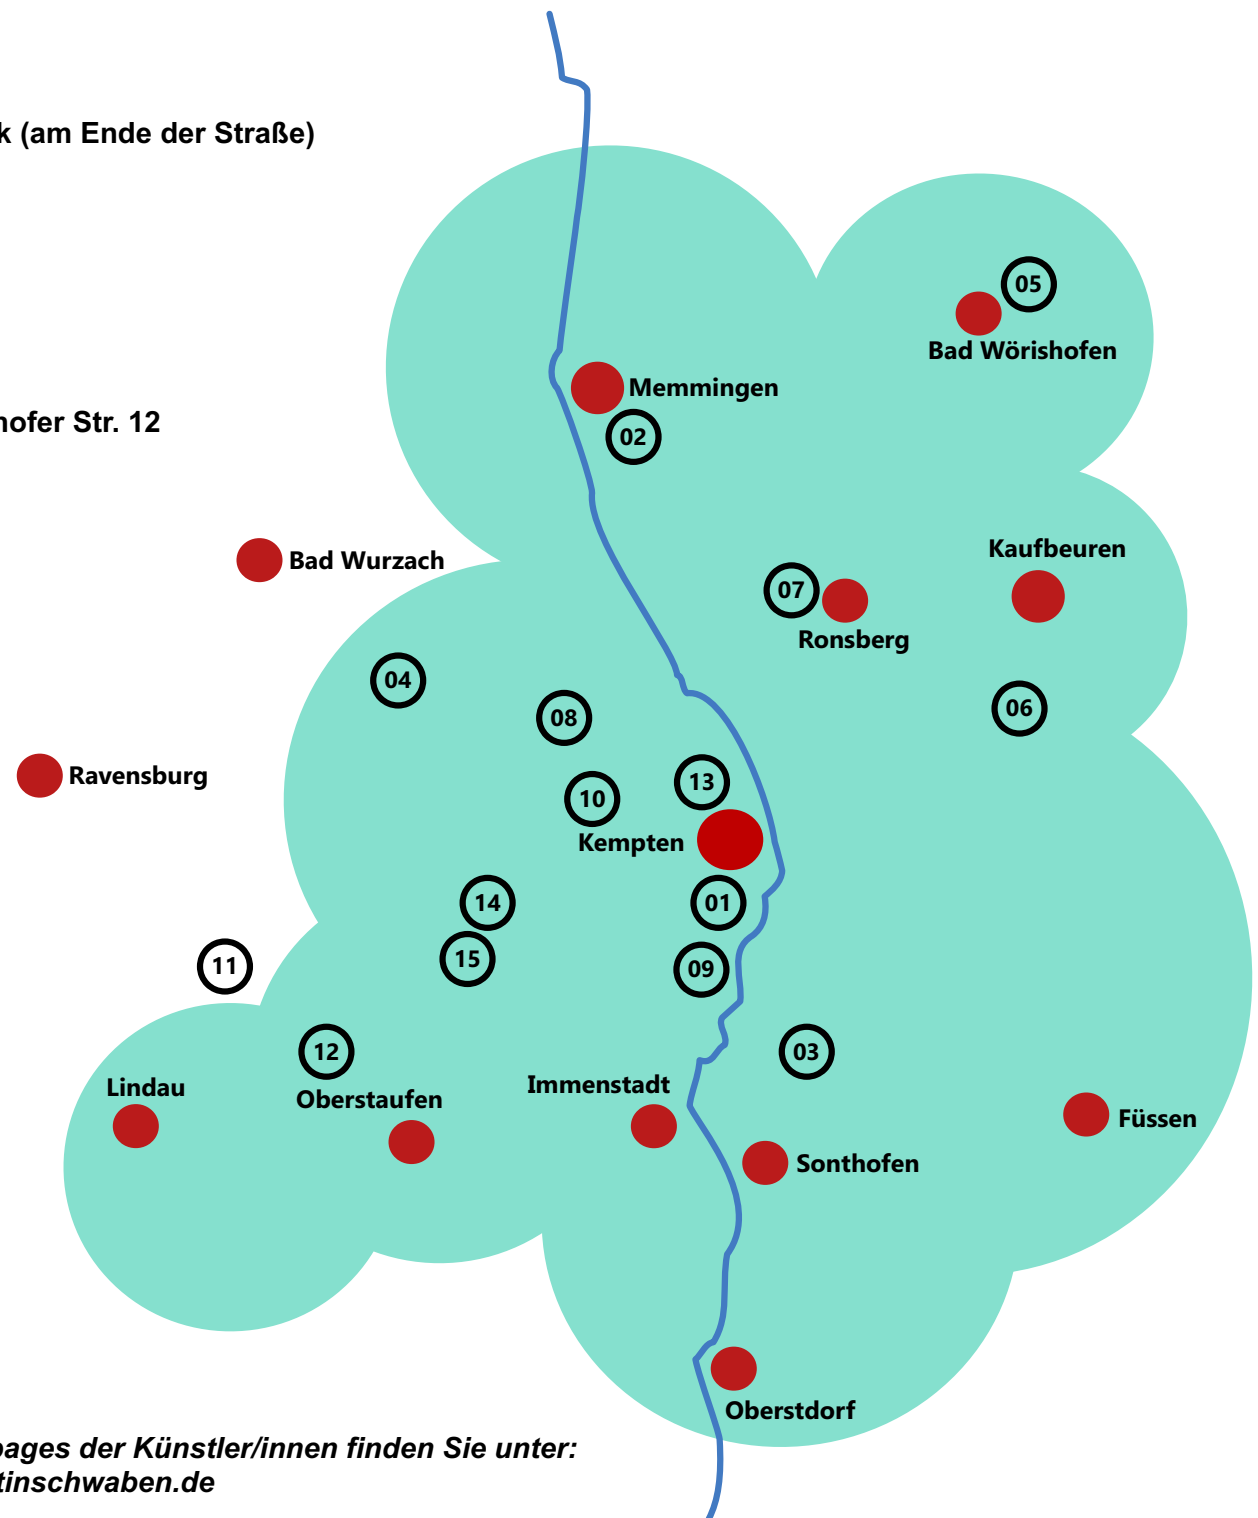 k (am Ende der Straße)
05
Bad Wörishofen
Memmingen
hofer Str. 12
02
Kaufbeuren
Bad Wurzach
07
Ronsberg
04
06
08
Ravensburg
13
10
Kempten
14
01
15
11
09
12
03
Immenstadt
Lindau
Oberstaufen
Füssen
Sonthofen
Oberstdorf
pages der Künstler/innen finden Sie unter:
tinschwaben.de